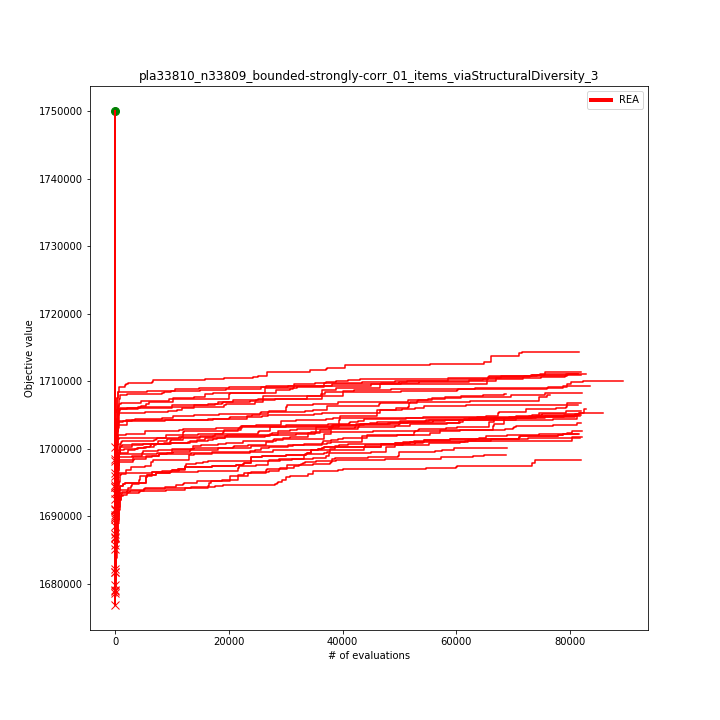 pla33810_n33809_bounded-strongly-corr_01_items_viaStructuralDiversity_3
REA
1750000
1740000
1730000
1720000
1710000
1700000
1690000
1680000
Objective value
0 20000 40000 60000 80000
# of evaluations